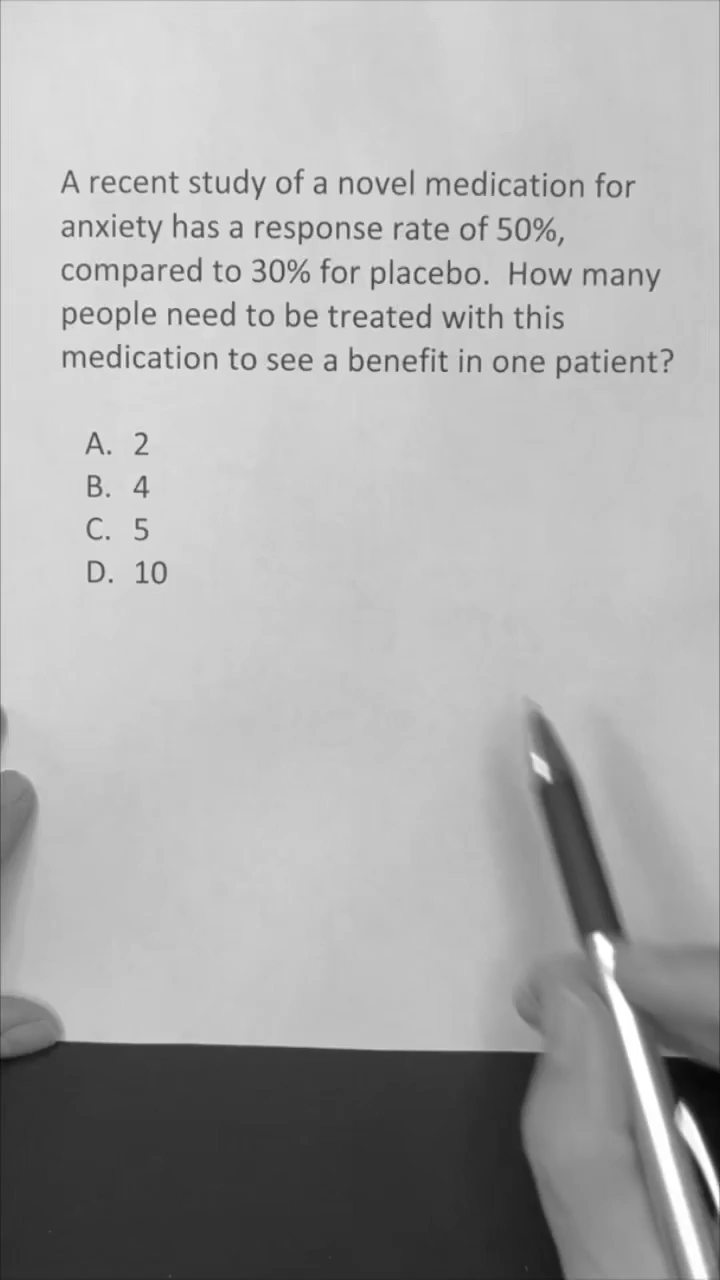 A recent study of a novel medication for
anxiety has a response rate of 50%,
compared to 30% for placebo.  How many
people need to be treated with this
medication to see a benefit in one patient?
A. 2
B. 4
C. 5
D. 10